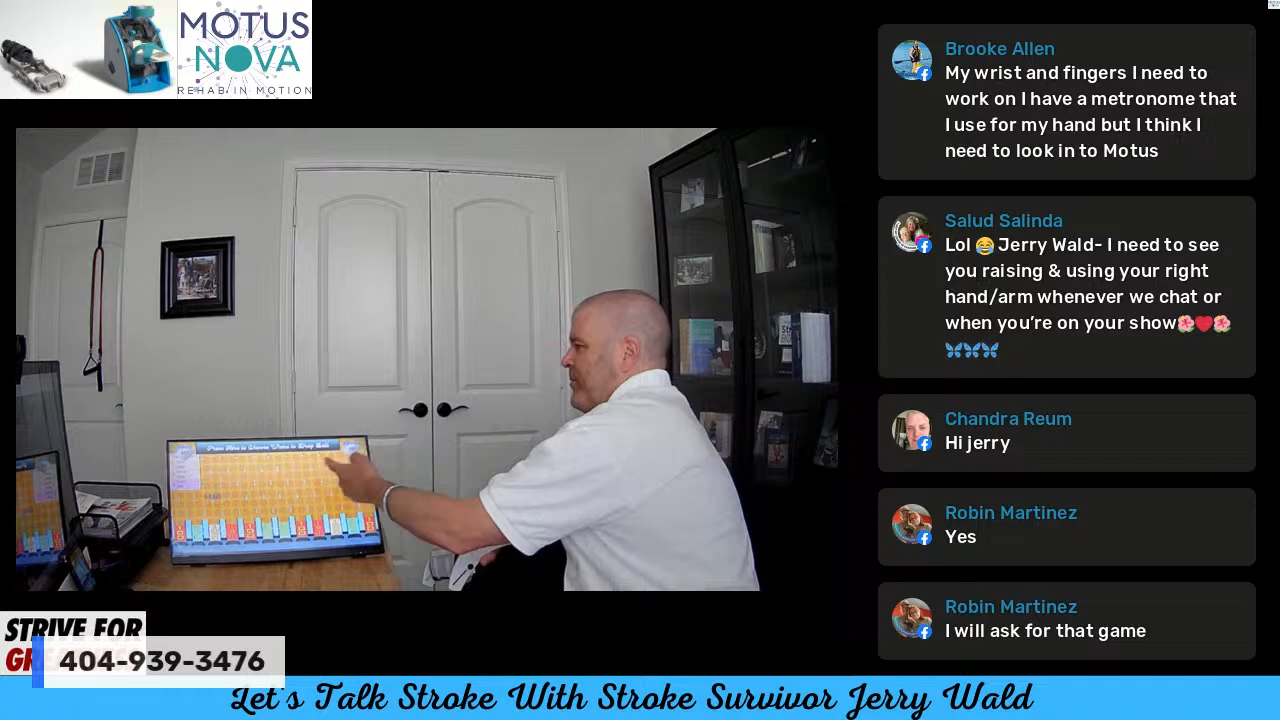 MOTUS
NOVA
REHAB IN MOTION
Brooke Allen
My wrist and fingers I need to
work on I have a metronome that
I use for my hand but I think I
need to look in to Motus
Salud Salinda
Lol 😂 Jerry Wald- I need to see
you raising & using your right
hand/arm whenever we chat or
when you’re on your show🌺❤️🌺
🦋🦋🦋
Chandra Reum
Hi jerry
Robin Martinez
Yes
Robin Martinez
I will ask for that game
STRIVE FOR
404-939-3476
Let's Talk Stroke With Stroke Survivor Jerry Wald